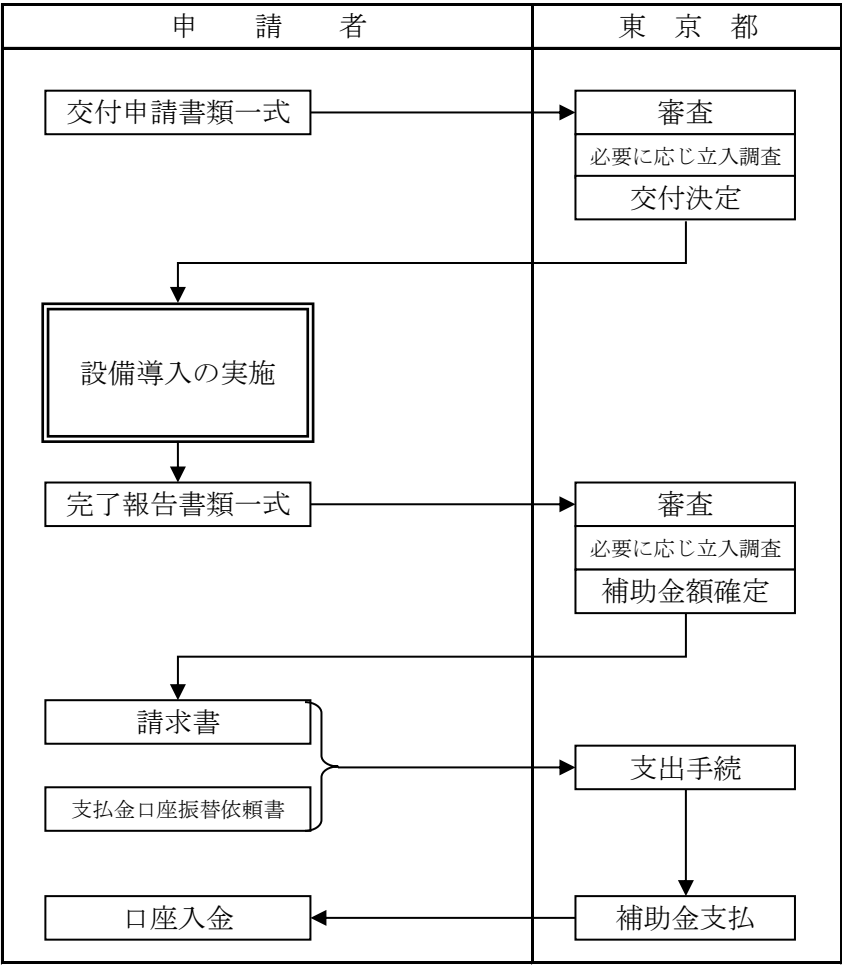 申請者
東京都
交付申請書類一式
審査
必要に応じ立入調査
交付決定
設備導入の実施
完了報告書類一式
審査
必要に応じ立入調査
補助金額確定
請求書
支出手続
支払金口座振替依頼書
口座入金
補助金支払